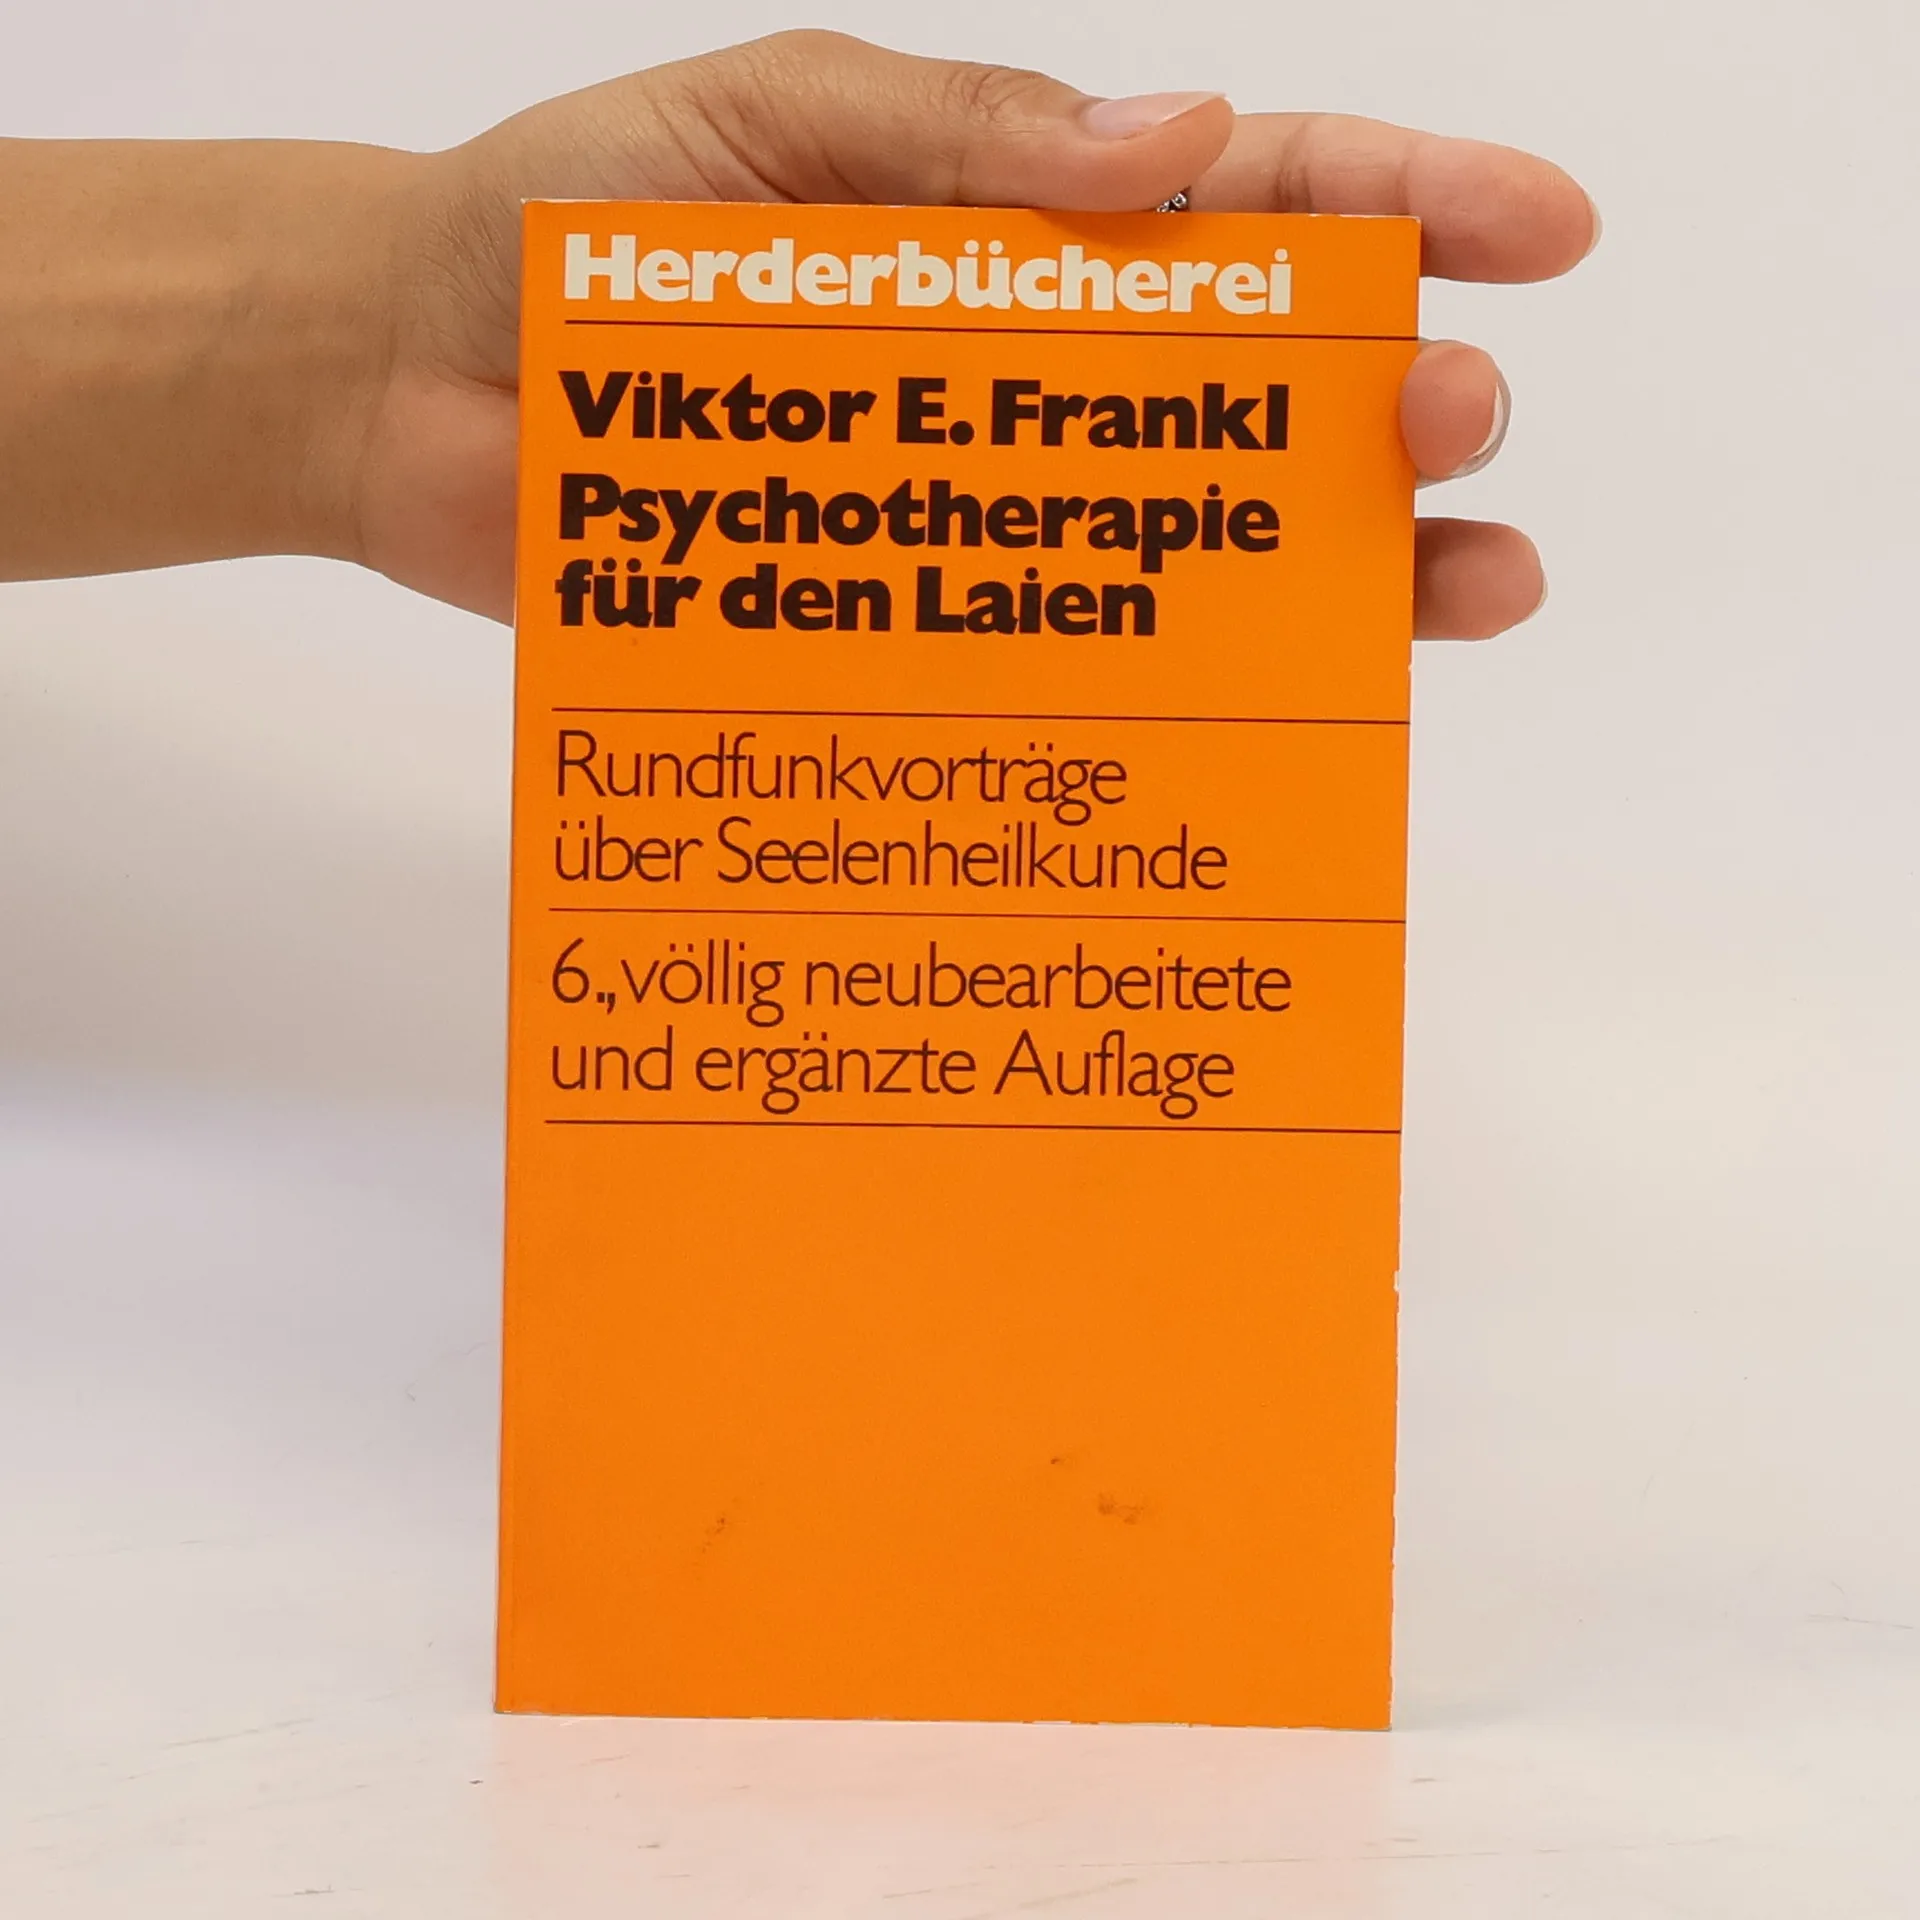 Herderbücherei
Viktor E. Frankl
Psychotherapie
für den Laien
Rundfunkvorträge
über Seelenheilkunde
6., völlig neubearbeitete
und ergänzte Auflage